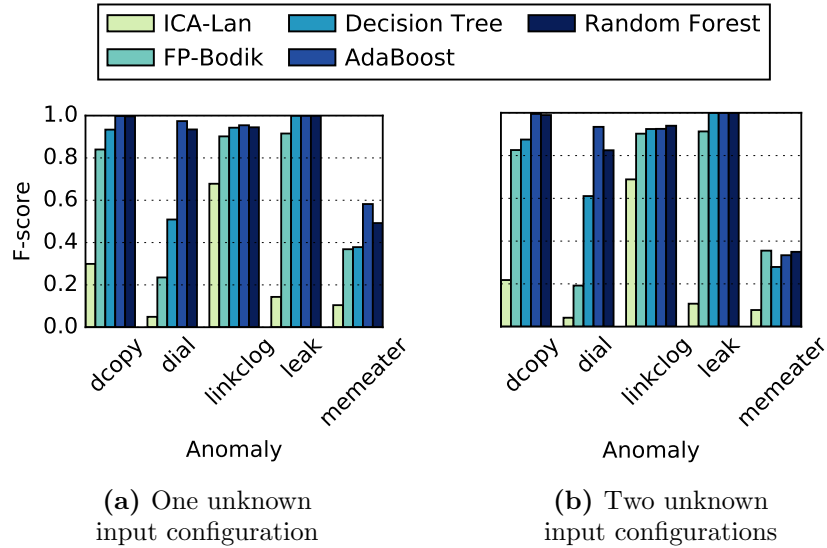 ICA-Lan Decision Tree Random Forest
FP-Bodik AdaBoost
1.0
0.8
0.6
0.4
0.2
0.0
F-score
dcopy dial linkclog leak memeater
Anomaly
dcopy dial linkclog leak memeater
Anomaly
(a) One unknown
input configuration
(b) Two unknown
input configurations